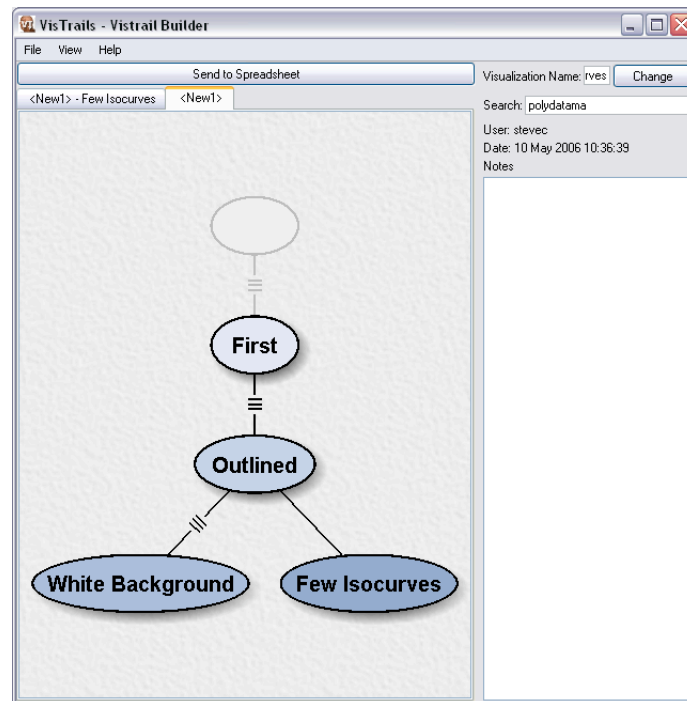 VisTrails - Vistrail Builder
File View Help
Send to Spreadsheet
<New1> - Few Isocurves <New1>
First
Outlined
White Background
Few Isocurves
Visualization Name: rves Change
Search: polydatama
User: stevec
Date: 10 May 2006 10:36:39
Notes